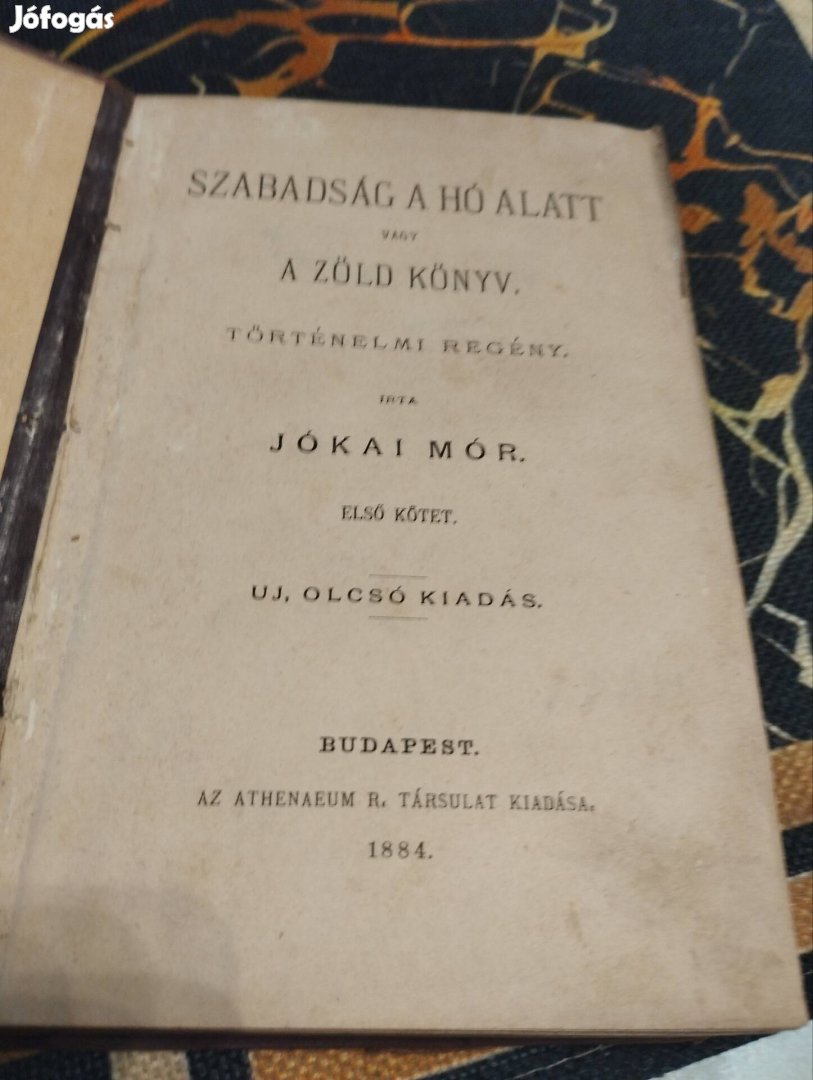 Jófogás
SZABADSÁG A HÓ ALATT
VAGY
A ZÖLD KÖNYV.
TÖRTÉNELMI REGÉNY.
IRTA
JÓKAI MÓR.
ELSŐ KÖTET.
UJ, OLCSÓ KIADÁS.
BUDAPEST.
AZ ATHENAEUM R. TÁRSULAT KIADÁSA.
1884.